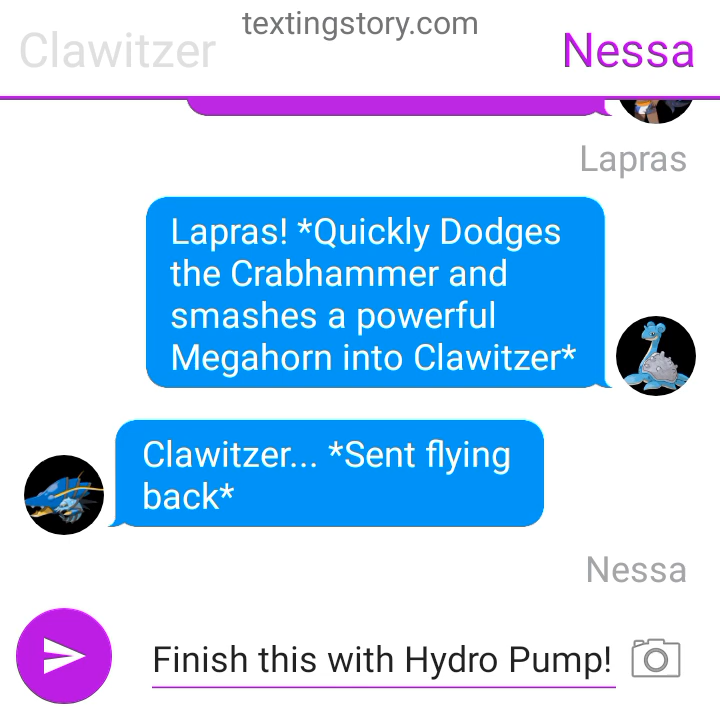 textingstory.com
Clawitzer
Nessa
Lapras
Lapras! *Quickly Dodges
the Crabhammer and
smashes a powerful
Megahorn into Clawitzer*
Clawitzer... *Sent flying
back*
Nessa
Finish this with Hydro Pump!